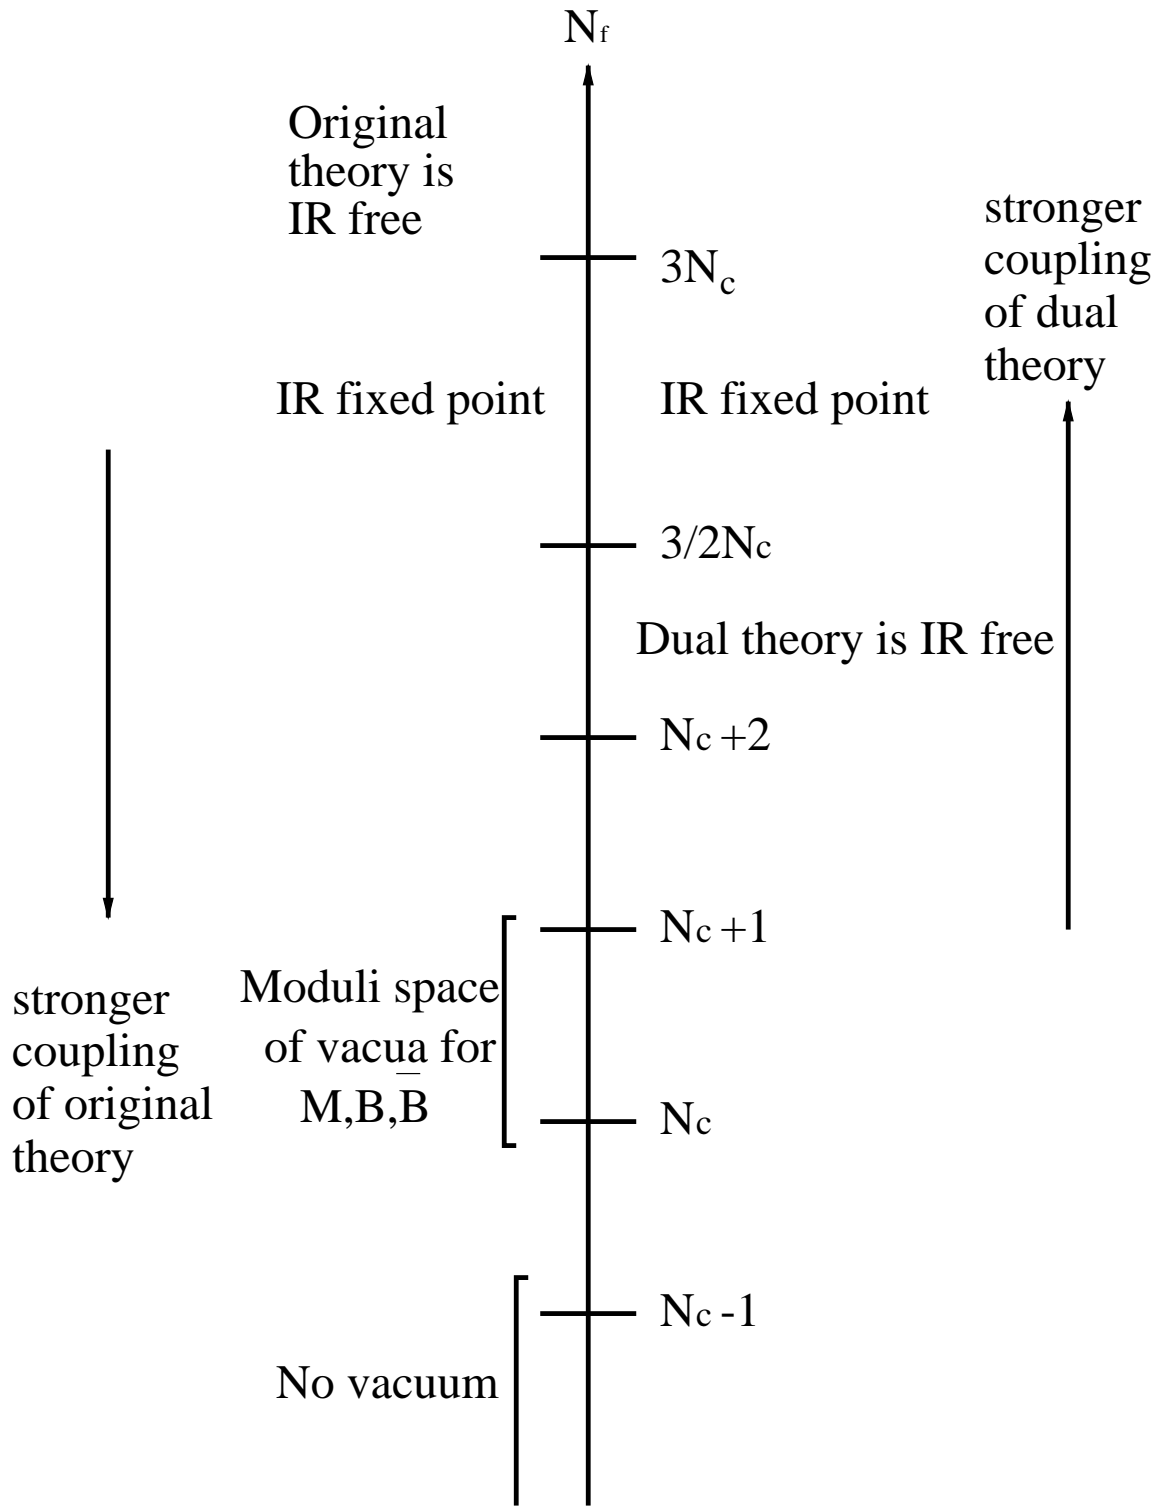 N_f
Original
theory is
IR free
stronger
coupling
of dual
theory
3N_c
IR fixed point
IR fixed point
3/2Nc
Dual theory is IR free
Nc +2
Nc +1
Moduli space
of vacua for
M,B,B̅
stronger
coupling
of original
theory
Nc
Nc -1
No vacuum